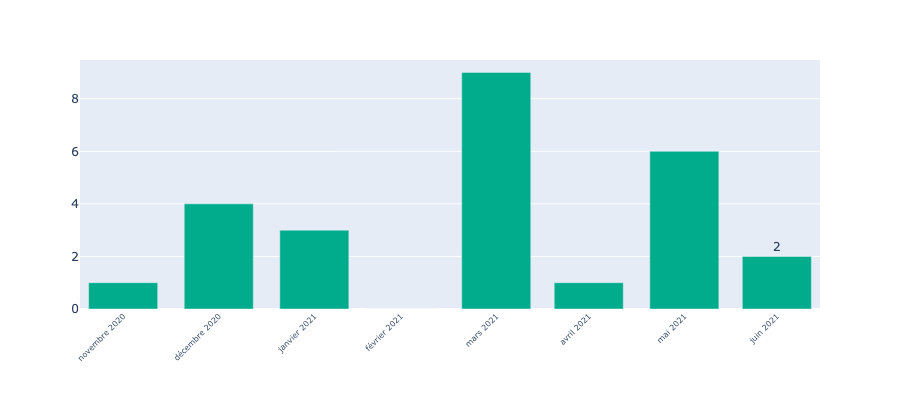 8
6
4
2
0
2
novembre 2020
décembre 2020
janvier 2021
février 2021
mars 2021
avril 2021
mai 2021
juin 2021